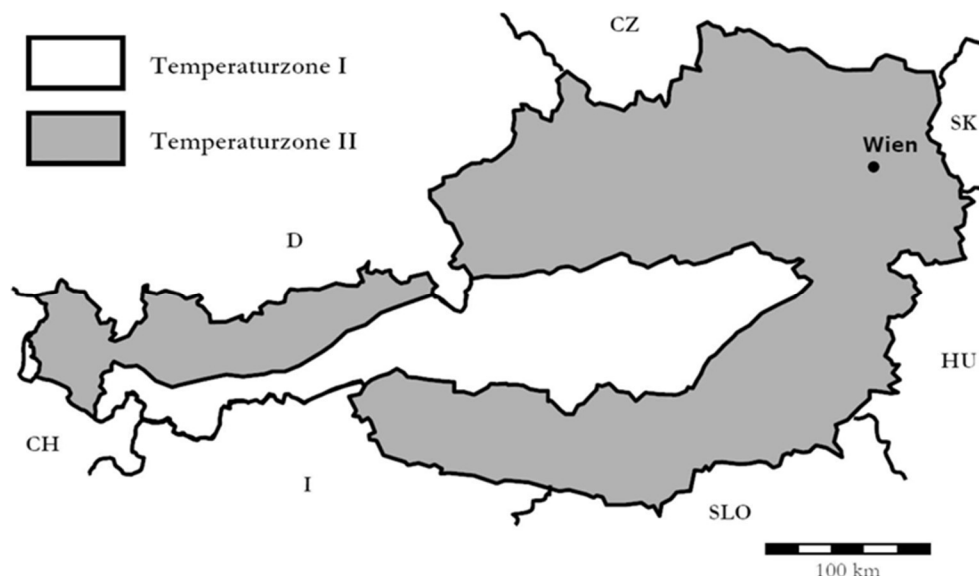 CZ
Temperaturzone I
SK
Temperaturzone II
Wien
D
HU
CH
I
SLO
100 km